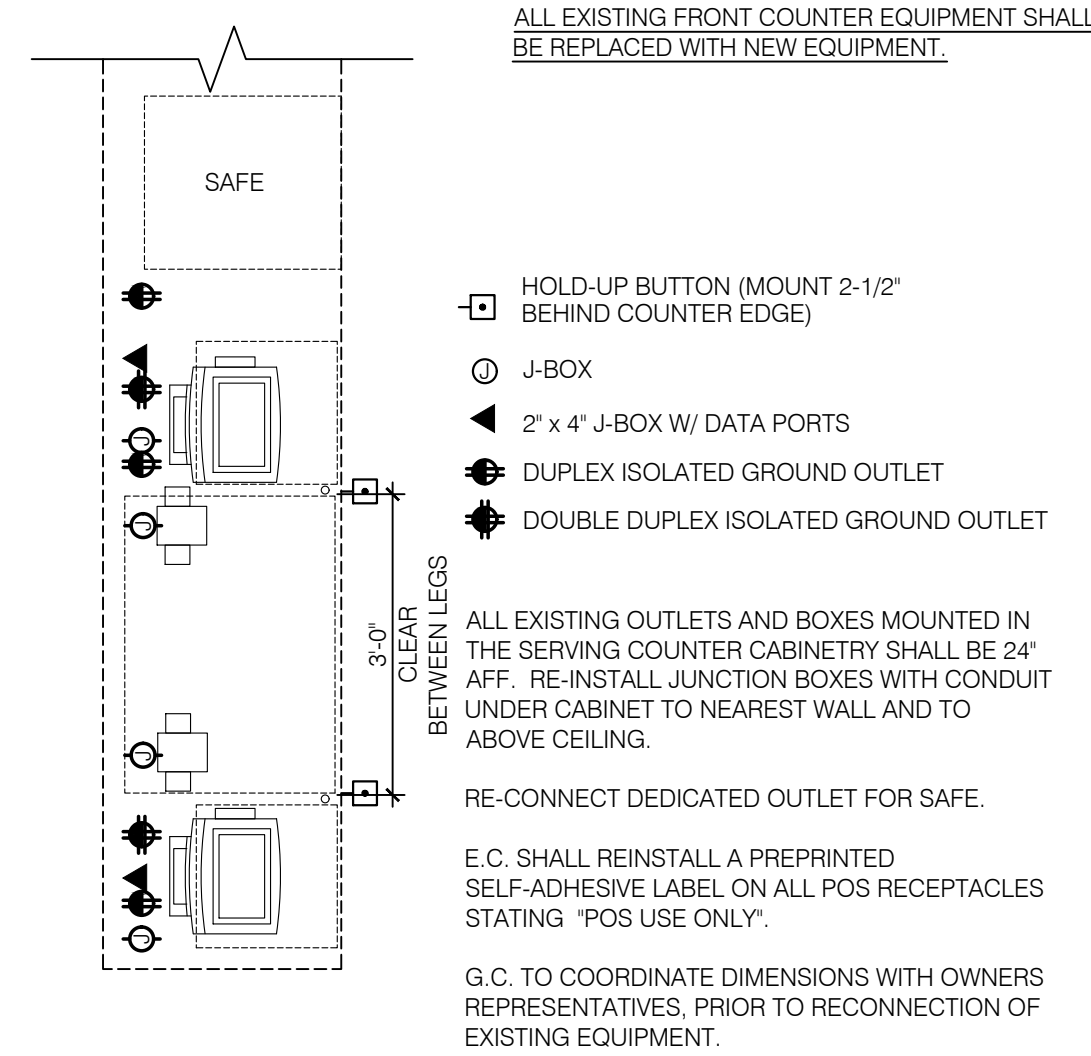 ALL EXISTING FRONT COUNTER EQUIPMENT SHALL
BE REPLACED WITH NEW EQUIPMENT.
SAFE
HOLD-UP BUTTON (MOUNT 2-1/2"
BEHIND COUNTER EDGE)
J J-BOX
2" x 4" J-BOX W/ DATA PORTS
DUPLEX ISOLATED GROUND OUTLET
DOUBLE DUPLEX ISOLATED GROUND OUTLET
J
J
J
J
3'-0"
CLEAR
BETWEEN LEGS
ALL EXISTING OUTLETS AND BOXES MOUNTED IN
THE SERVING COUNTER CABINETRY SHALL BE 24"
AFF. RE-INSTALL JUNCTION BOXES WITH CONDUIT
UNDER CABINET TO NEAREST WALL AND TO
ABOVE CEILING.
RE-CONNECT DEDICATED OUTLET FOR SAFE.
E.C. SHALL REINSTALL A PREPRINTED
SELF-ADHESIVE LABEL ON ALL POS RECEPTACLES
STATING "POS USE ONLY".
G.C. TO COORDINATE DIMENSIONS WITH OWNERS
REPRESENTATIVES, PRIOR TO RECONNECTION OF
EXISTING EQUIPMENT.